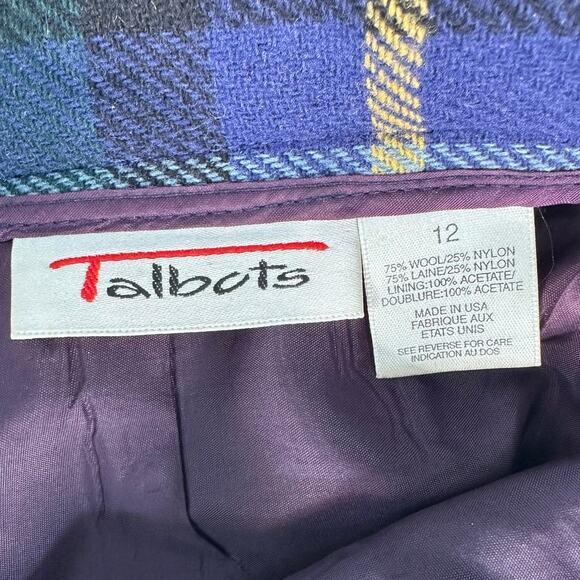 Talbots
12
75% WOOL/25% NYLON
75% LAINE/25% NYLON
LINING:100% ACETATE/
DOUBLURE:100% ACETATE
MADE IN USA
FABRIQUE AUX
ETATS UNIS
SEE REVERSE FOR CARE
INDICATION AU DOS